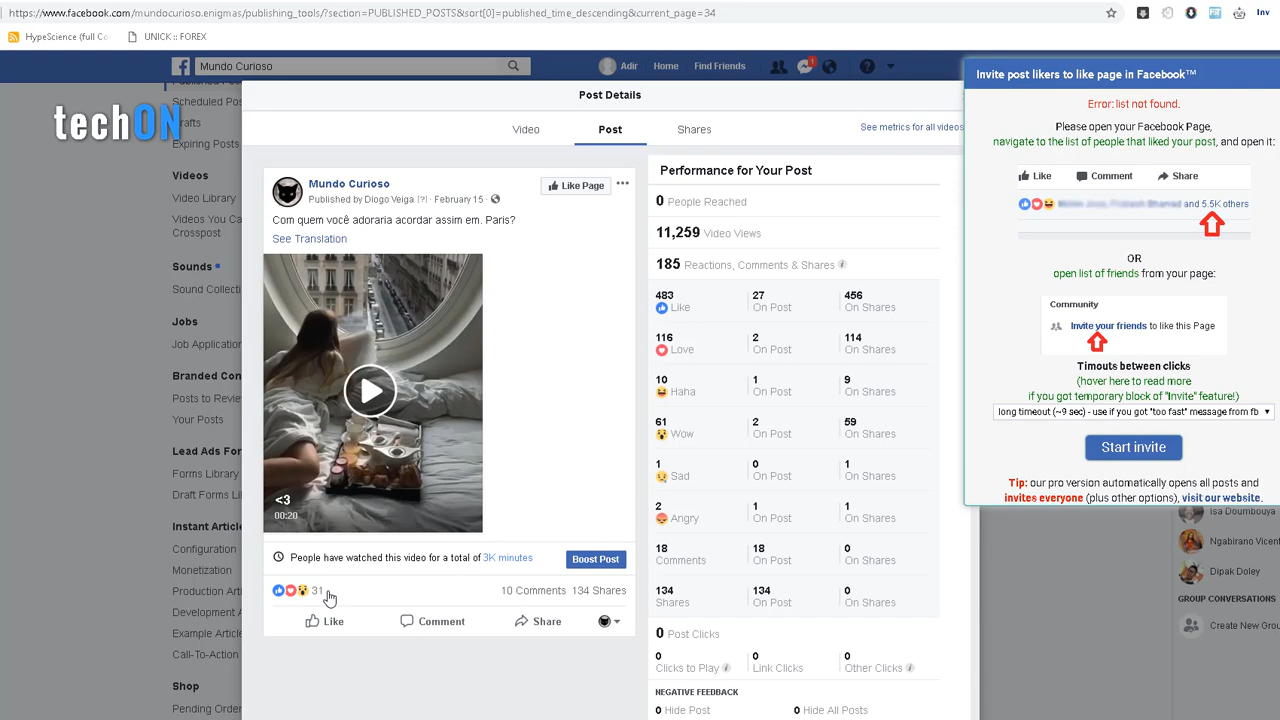 https://www.facebook.com/mundocurioso.enigmas/publishing_tools/?section=PUBLISHED_POSTS&sort[0]=published_time_descending&current_page=34
Inv
HypeScience (full Co
UNICK :: FOREX
Mundo Curioso
Adir
Home
Find Friends
1
techON
Scheduled Pos
Drafts
Expiring Posts
Videos
Video Library
Videos You Ca
Crosspost
Sounds
Sound Collecti
Jobs
Job Application
Branded Con
Posts to Revie
Your Posts
Lead Ads For
Forms Library
Draft Forms Li
Instant Article
Configuration
Monetization
Production Arti
Development A
Example Article
Call-To-Action
Shop
Pending Order
Post Details
Video
Post
Shares
See metrics for all videos
Mundo Curioso
Published by Diogo Veiga [?] · February 15 ·
Like Page
Com quem você adoraria acordar assim em. Paris?
See Translation
<3
00:20
People have watched this video for a total of 3K minutes
Boost Post
31
10 Comments 134 Shares
Like
Comment
Share
Performance for Your Post
0 People Reached
11,259 Video Views
185 Reactions, Comments & Shares
483 27 456
Like On Post On Shares
116 2 114
Love On Post On Shares
10 1 9
Haha On Post On Shares
61 2 59
Wow On Post On Shares
1 0 1
Sad On Post On Shares
2 1 1
Angry On Post On Shares
18 18 0
Comments On Post On Shares
134 134 0
Shares On Post On Shares
0 Post Clicks
0 0 0
Clicks to Play Link Clicks Other Clicks
NEGATIVE FEEDBACK
0 Hide Post 0 Hide All Posts
Invite post likers to like page in Facebook™
Error: list not found.
Please open your Facebook Page,
navigate to the list of people that liked your post, and open it:
Like
Comment
Share
and 5.5K others
OR
open list of friends from your page:
Community
Invite your friends to like this Page
Timouts between clicks
(hover here to read more
if you got temporary block of "Invite" feature!)
long timeout (~9 sec) - use if you got "too fast" message from fb
Start invite
Tip: our pro version automatically opens all posts and
invites everyone (plus other options), visit our website.
Isa Doumbouya
Ngabirano Vicent
Dipak Doley
GROUP CONVERSATIONS
Create New Grou